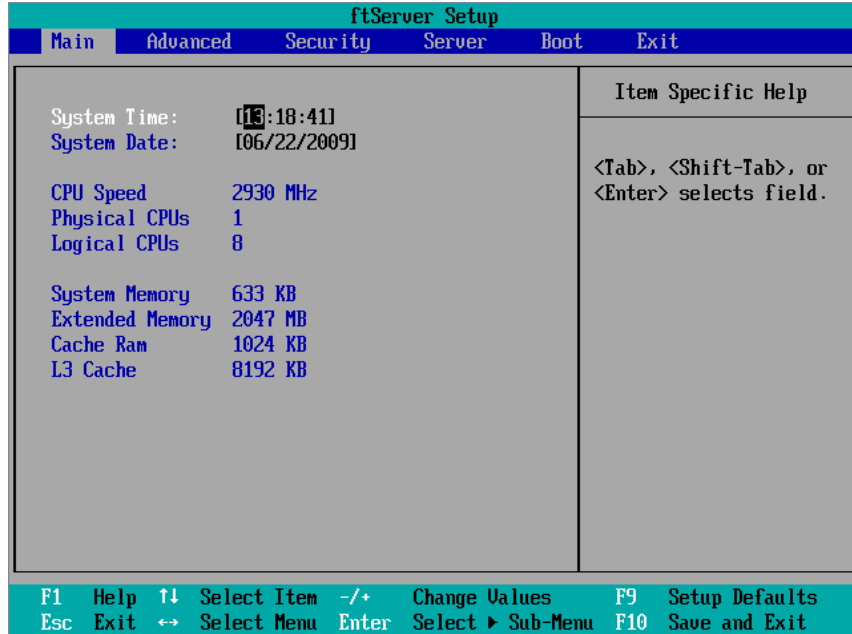 ftServer Setup
Main Advanced Security Server Boot Exit
System Time: [13:18:41]
System Date: [06/22/2009]
CPU Speed 2930 MHz
Physical CPUs 1
Logical CPUs 8
System Memory 633 KB
Extended Memory 2047 MB
Cache Ram 1024 KB
L3 Cache 8192 KB
Item Specific Help
<Tab>, <Shift-Tab>, or
<Enter> selects field.
F1 Help ↑↓ Select Item -/+ Change Values F9 Setup Defaults
Esc Exit ↔ Select Menu Enter Select ▶ Sub-Menu F10 Save and Exit